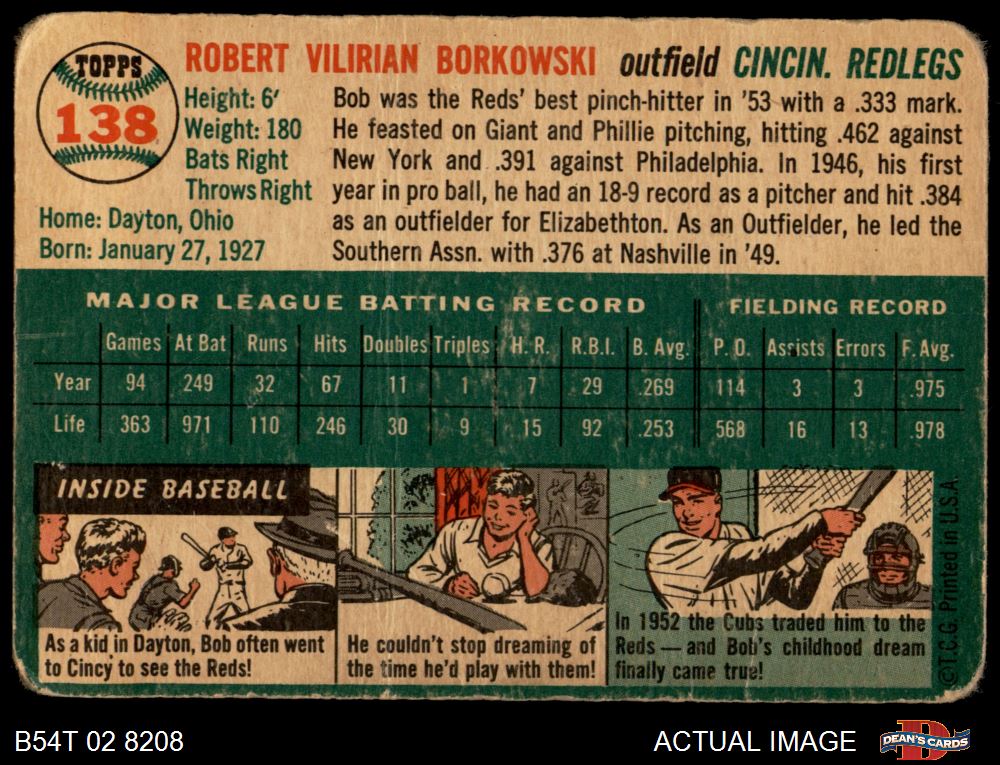 TOPPS
138
ROBERT VILIRIAN BORKOWSKI outfield CINCIN. REDLEGS
Height: 6′
Weight: 180
Bats Right
Throws Right
Home: Dayton, Ohio
Born: January 27, 1927
Bob was the Reds' best pinch-hitter in '53 with a .333 mark.
He feasted on Giant and Phillie pitching, hitting .462 against
New York and .391 against Philadelphia. In 1946, his first
year in pro ball, he had an 18-9 record as a pitcher and hit .384
as an outfielder for Elizabethton. As an Outfielder, he led the
Southern Assn. with .376 at Nashville in '49.
MAJOR LEAGUE BATTING RECORD FIELDING RECORD
Games At Bat Runs Hits Doubles Triples H. R. R.B.I. B. Avg. P. O. Assists Errors F. Avg.
Year 94 249 32 67 11 1 7 29 .269 114 3 3 .975
Life 363 971 110 246 30 9 15 92 .253 568 16 13 .978
INSIDE BASEBALL
As a kid in Dayton, Bob often went
to Cincy to see the Reds!
He couldn't stop dreaming of
the time he'd play with them!
In 1952 the Cubs traded him to the
Reds — and Bob's childhood dream
finally came true!
©T.C.G. Printed in U.S.A.
B54T 02 8208
ACTUAL IMAGE
DEAN'S CARDS